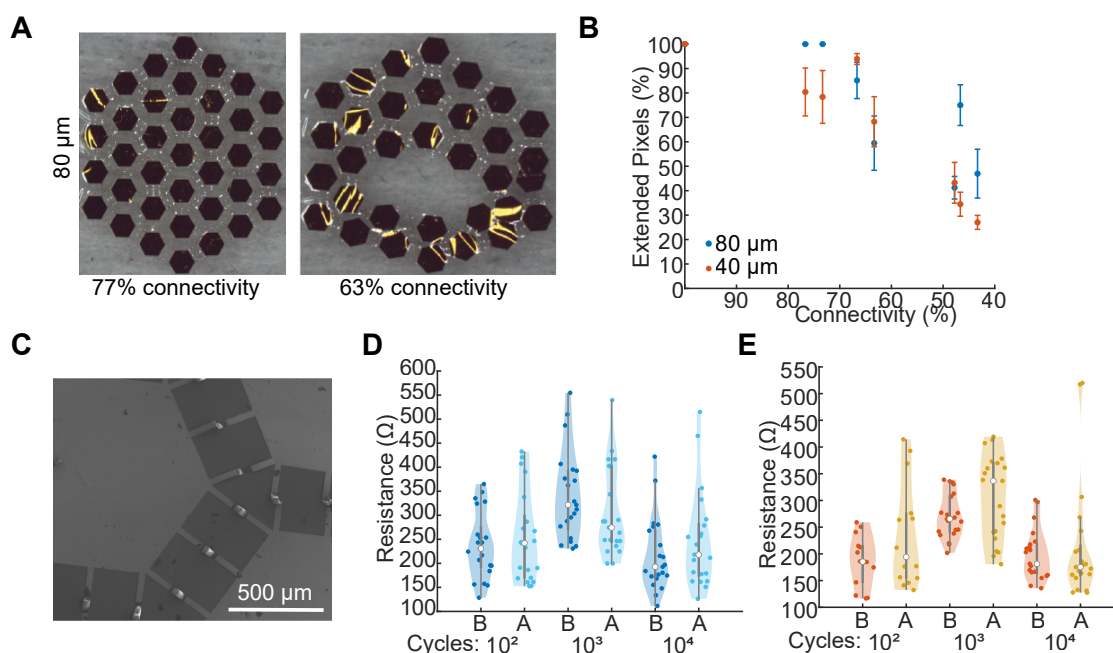 A
80 µm
77% connectivity
63% connectivity
B
Extended Pixels (%)
100
90
80
70
60
50
40
30
20
10
0
80 µm
40 µm
90 80 70 60 50 40
Connectivity (%)
C
500 µm
D
Resistance (Ω)
600
550
500
450
400
350
300
250
200
150
100
B A B A B A
Cycles: 10² 10³ 10⁴
E
Resistance (Ω)
550
500
450
400
350
300
250
200
150
100
B A B A B A
Cycles: 10² 10³ 10⁴